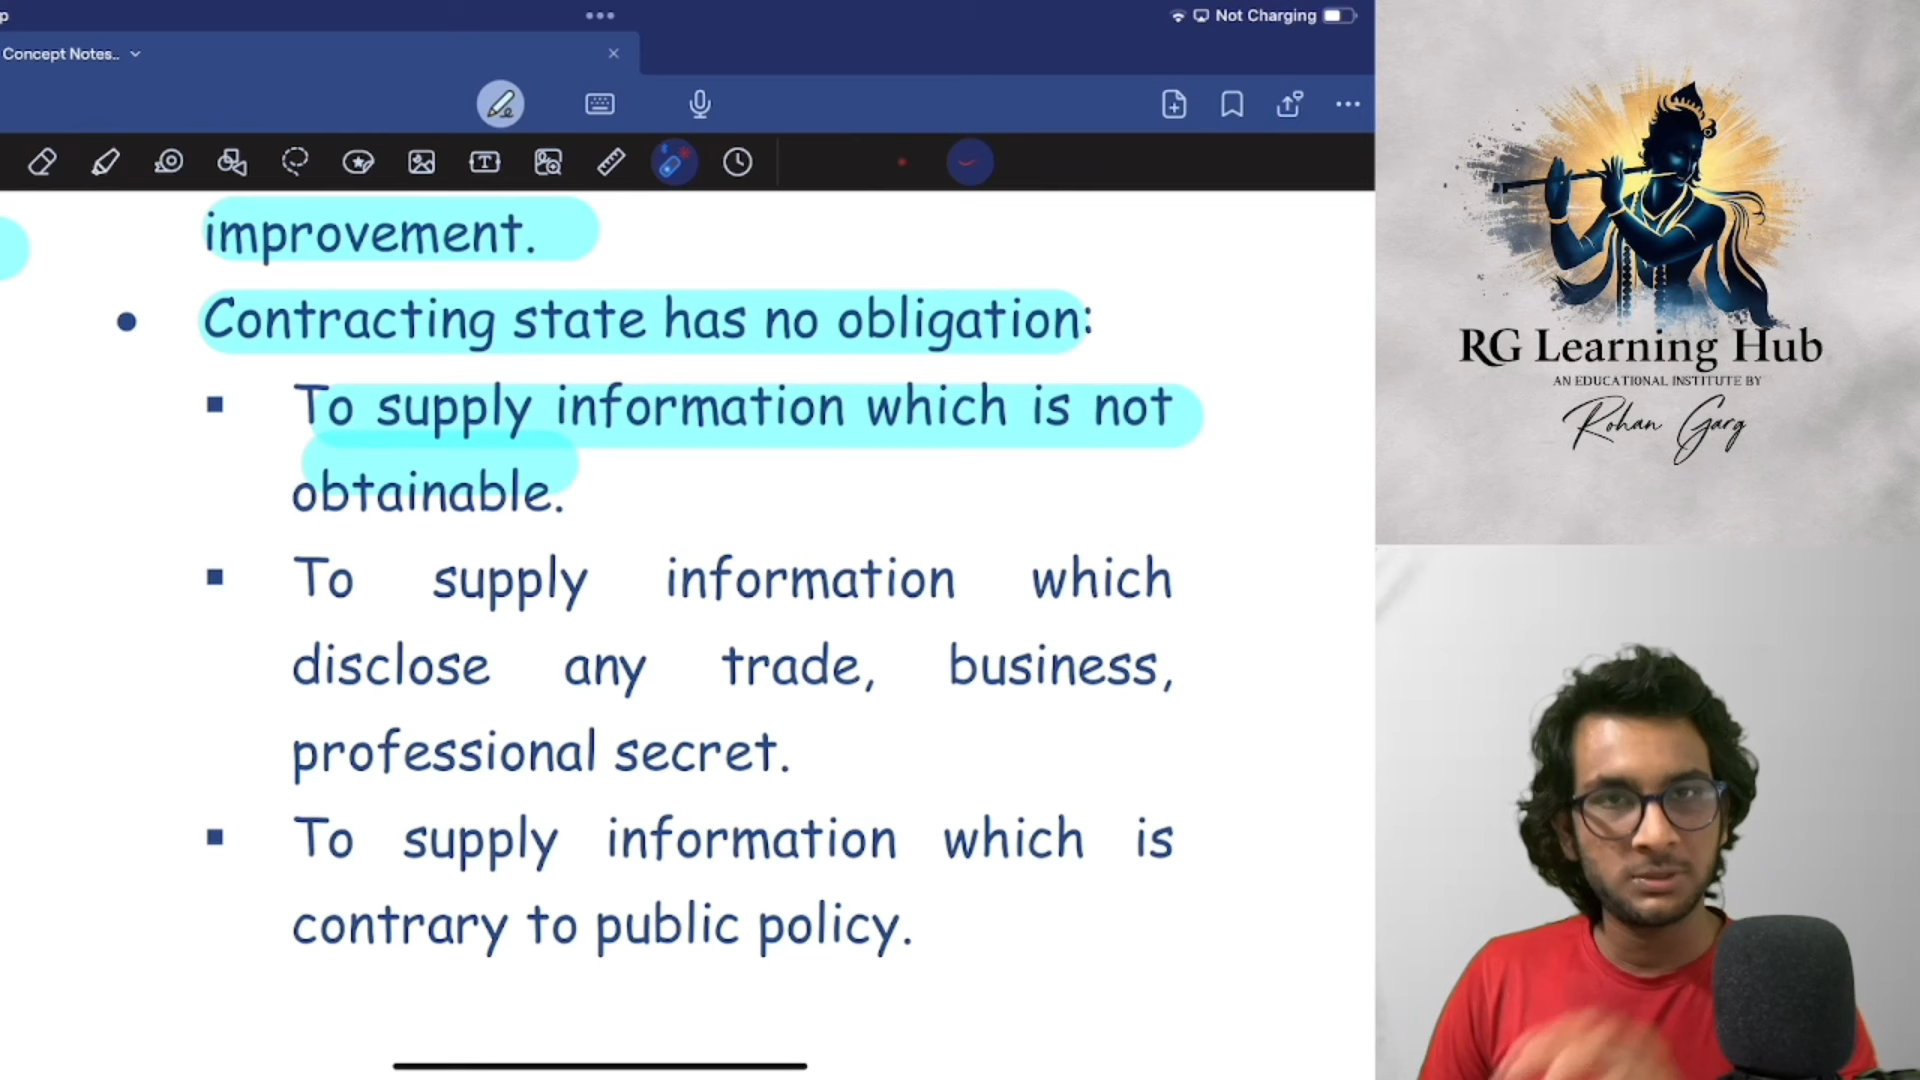 p
Not Charging
Concept Notes..
improvement.
• Contracting state has no obligation:
▪ To supply information which is not
obtainable.
▪ To supply information which
disclose any trade, business,
professional secret.
▪ To supply information which is
contrary to public policy.
RG Learning Hub
AN EDUCATIONAL INSTITUTE BY
Rohan Garg